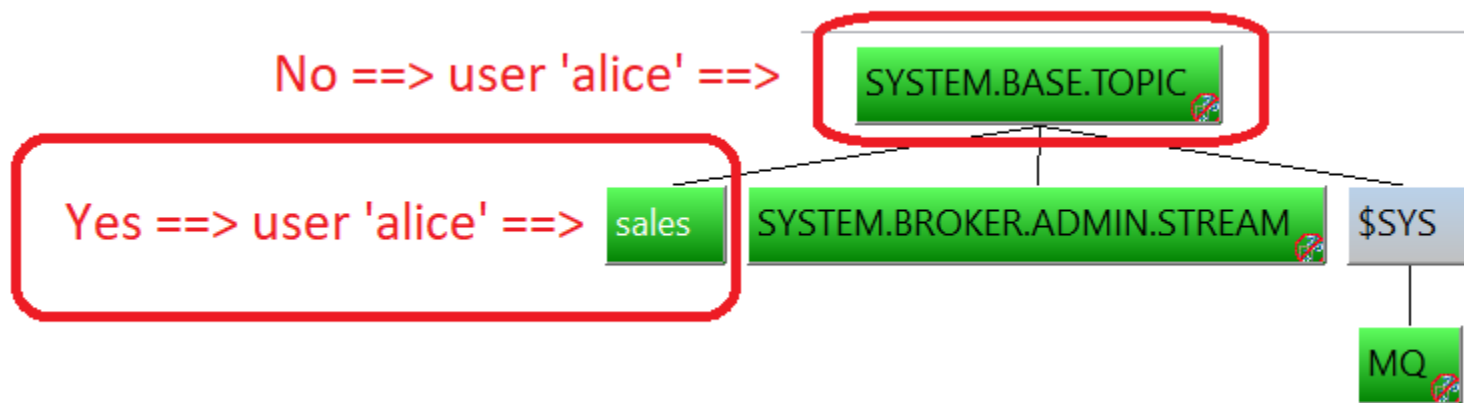 No ==> user 'alice' ==> SYSTEM.BASE.TOPIC
Yes ==> user 'alice' ==> sales SYSTEM.BROKER.ADMIN.STREAM $SYS
MQ